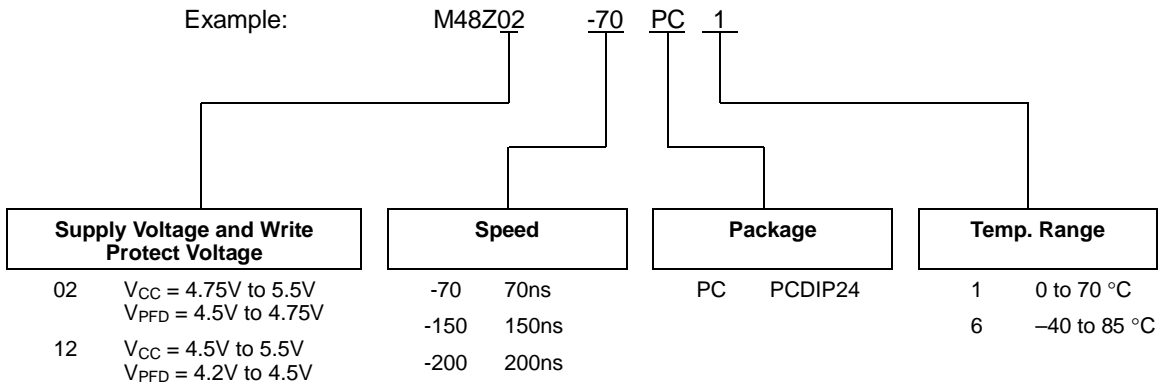 Example: M48Z02 -70 PC 1
Supply Voltage and Write
Protect Voltage
02 VCC = 4.75V to 5.5V
VPFD = 4.5V to 4.75V
12 VCC = 4.5V to 5.5V
VPFD = 4.2V to 4.5V
Speed
-70 70ns
-150 150ns
-200 200ns
Package
PC PCDIP24
Temp. Range
1 0 to 70 °C
6 –40 to 85 °C